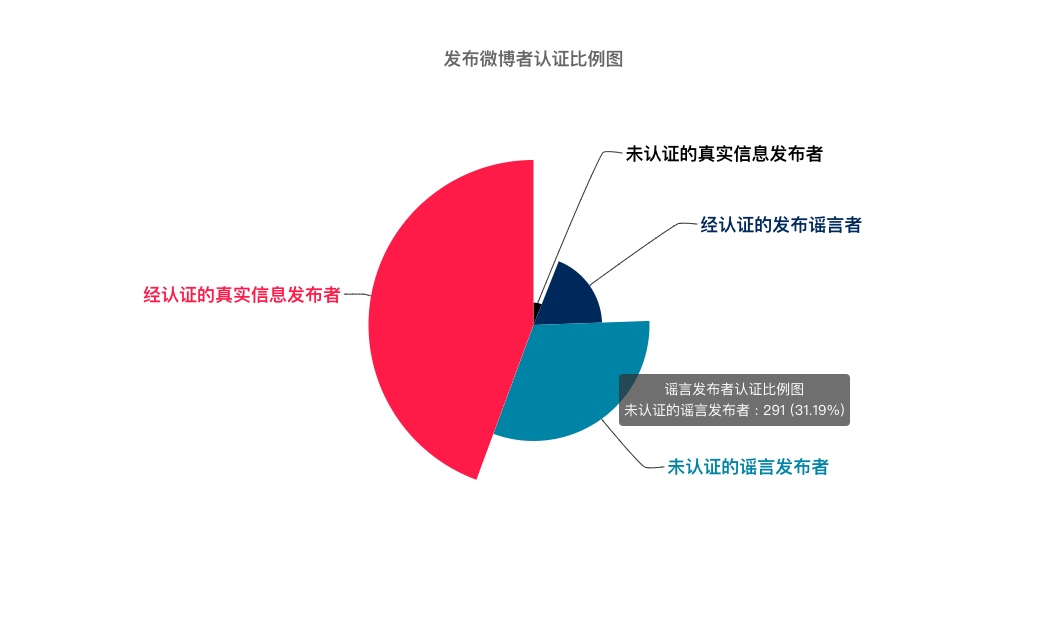 发布微博者认证比例图
未认证的真实信息发布者
经认证的发布谣言者
经认证的真实信息发布者
谣言发布者认证比例图
未认证的谣言发布者 : 291 (31.19%)
未认证的谣言发布者